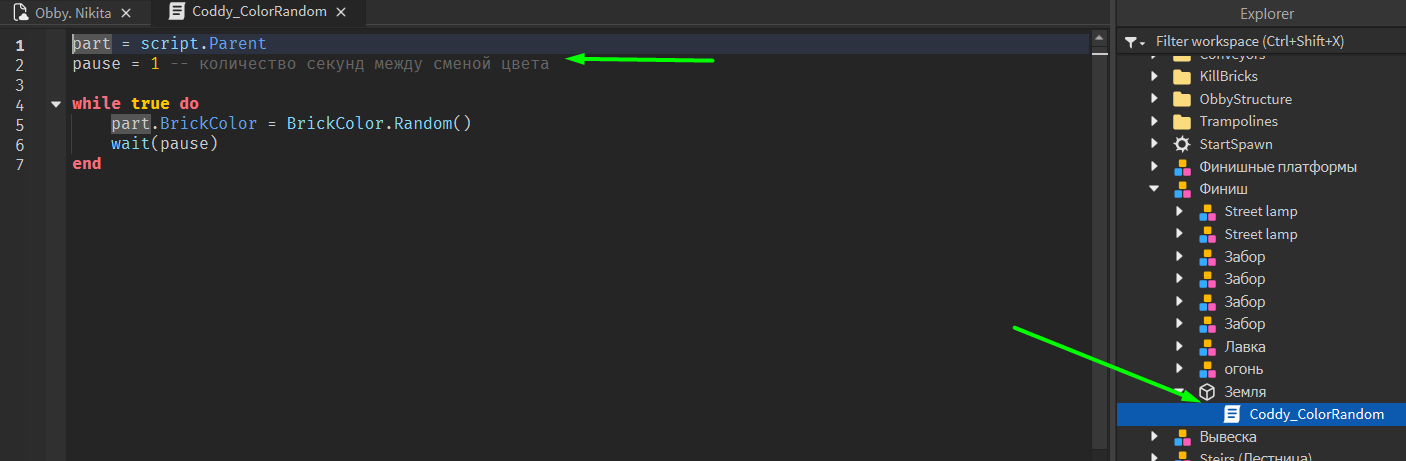 Obby. Nikita
Coddy_ColorRandom
1 part = script.Parent
2 pause = 1 -- количество секунд между сменой цвета
3
4 while true do
5 part.BrickColor = BrickColor.Random()
6 wait(pause)
7 end
Explorer
Filter workspace (Ctrl+Shift+X)
Conveyors
KillBricks
ObbyStructure
Trampolines
StartSpawn
Финишные платформы
Финиш
Street lamp
Street lamp
Забор
Забор
Забор
Забор
Лавка
огонь
Земля
Coddy_ColorRandom
Вывеска
Steirs (Лестница)